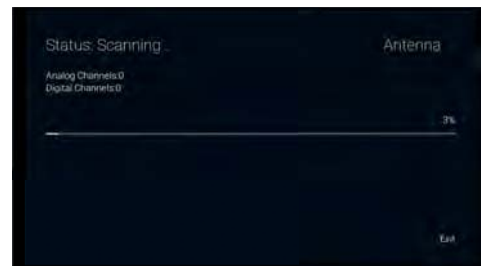 Status: Scanning...
Antenna
Analog Channels:0
Digital Channels:0
3%
Exit